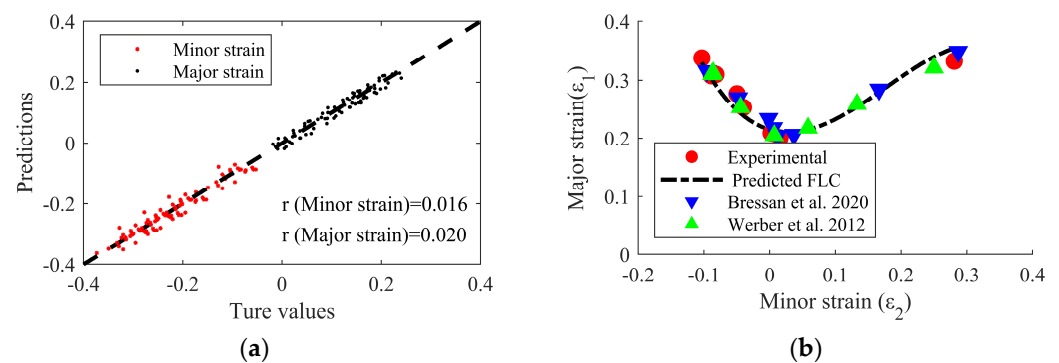 0.4
0.2
0
-0.2
-0.4
Predictions
Minor strain
Major strain
r (Minor strain)=0.016
r (Major strain)=0.020
-0.4 -0.2 0 0.2 0.4
Ture values
(a)
0.4
0.3
0.2
0.1
0
Major strain(ε1)
Experimental
Predicted FLC
Bressan et al. 2020
Werber et al. 2012
-0.2 -0.1 0 0.1 0.2 0.3 0.4
Minor strain (ε2)
(b)